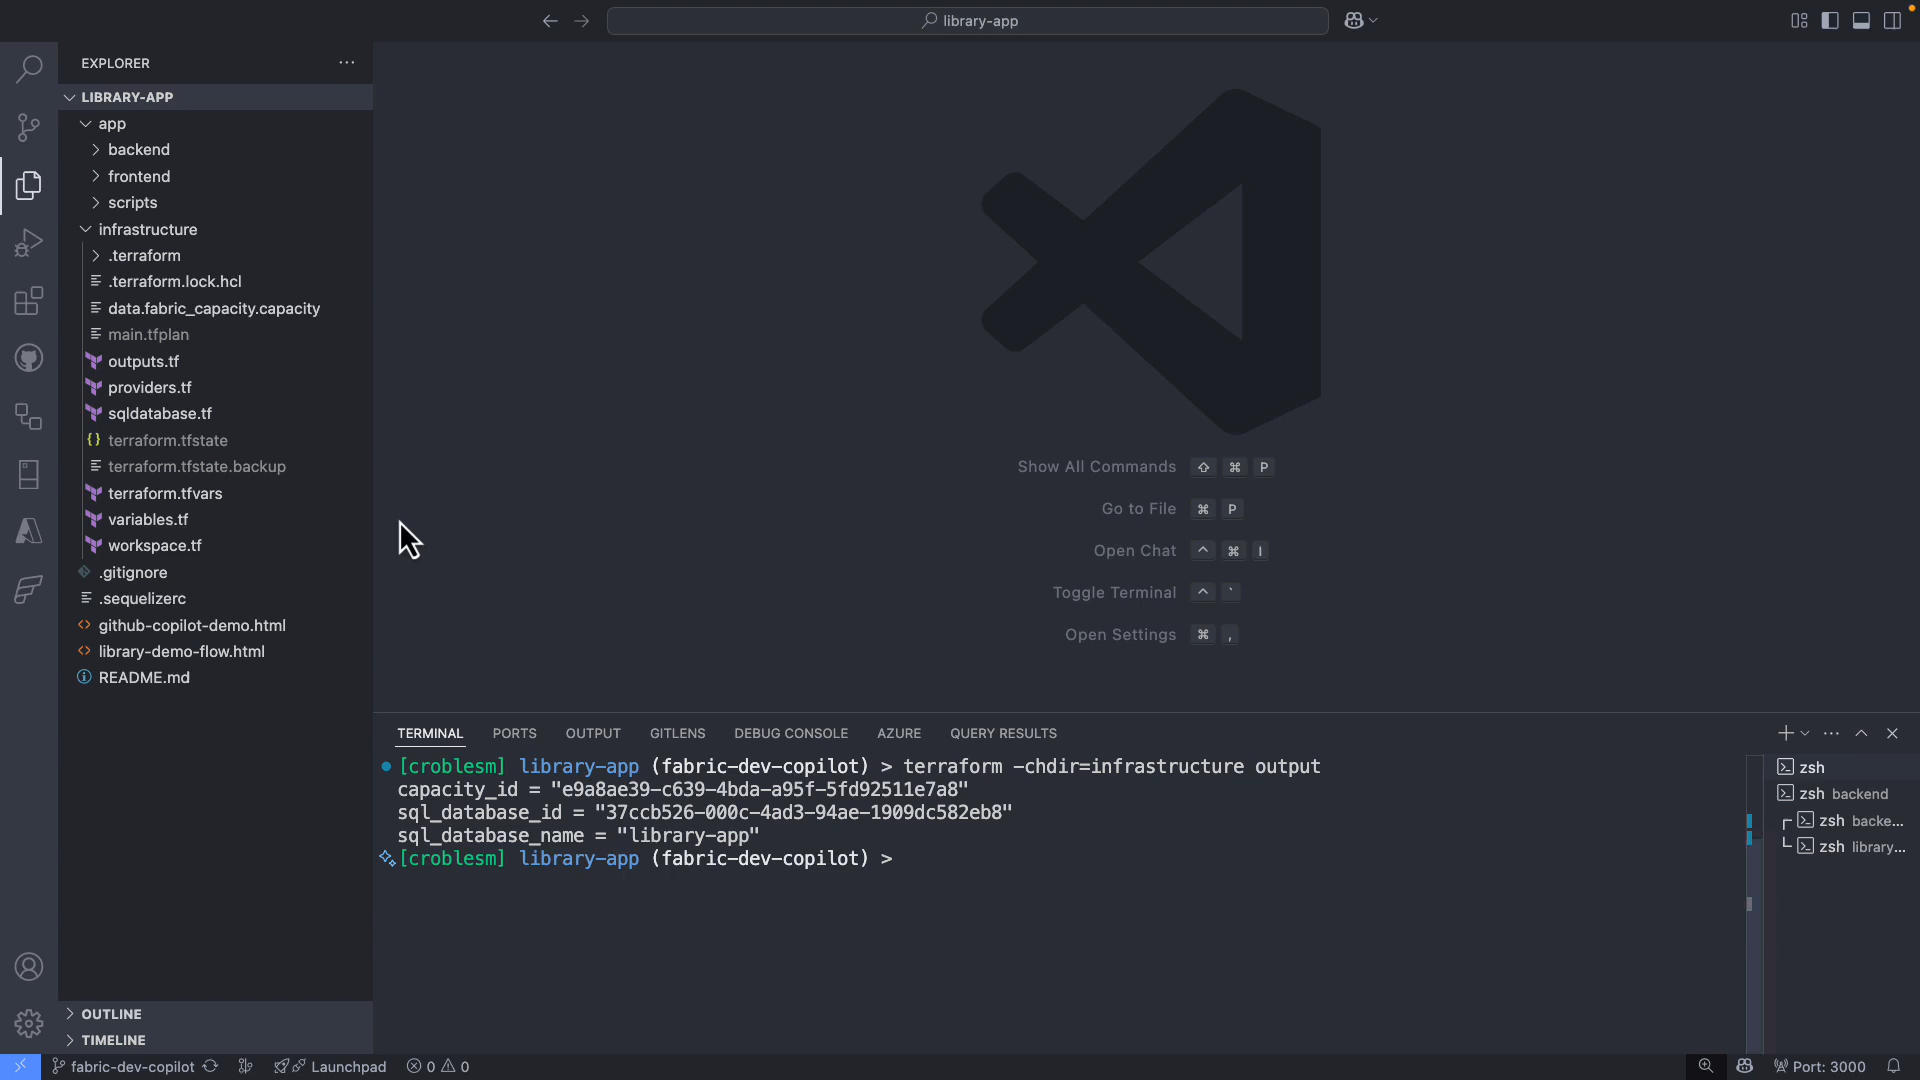 library-app
EXPLORER
LIBRARY-APP
app
backend
frontend
scripts
infrastructure
.terraform
.terraform.lock.hcl
data.fabric_capacity.capacity
main.tfplan
outputs.tf
providers.tf
sqldatabase.tf
terraform.tfstate
terraform.tfstate.backup
terraform.tfvars
variables.tf
workspace.tf
.gitignore
.sequelizerc
github-copilot-demo.html
library-demo-flow.html
README.md
OUTLINE
TIMELINE
Show All Commands ⇧ ⌘ P
Go to File ⌘ P
Open Chat ^ ⌘ I
Toggle Terminal ^ `
Open Settings ⌘ ,
TERMINAL PORTS OUTPUT GITLENS DEBUG CONSOLE AZURE QUERY RESULTS
[croblesm] library-app (fabric-dev-copilot) > terraform -chdir=infrastructure output
capacity_id = "e9a8ae39-c639-4bda-a95f-5fd92511e7a8"
sql_database_id = "37ccb526-000c-4ad3-94ae-1909dc582eb8"
sql_database_name = "library-app"
[croblesm] library-app (fabric-dev-copilot) >
zsh
zsh backend
zsh backe...
zsh library...
fabric-dev-copilot Launchpad 0 0 Port: 3000